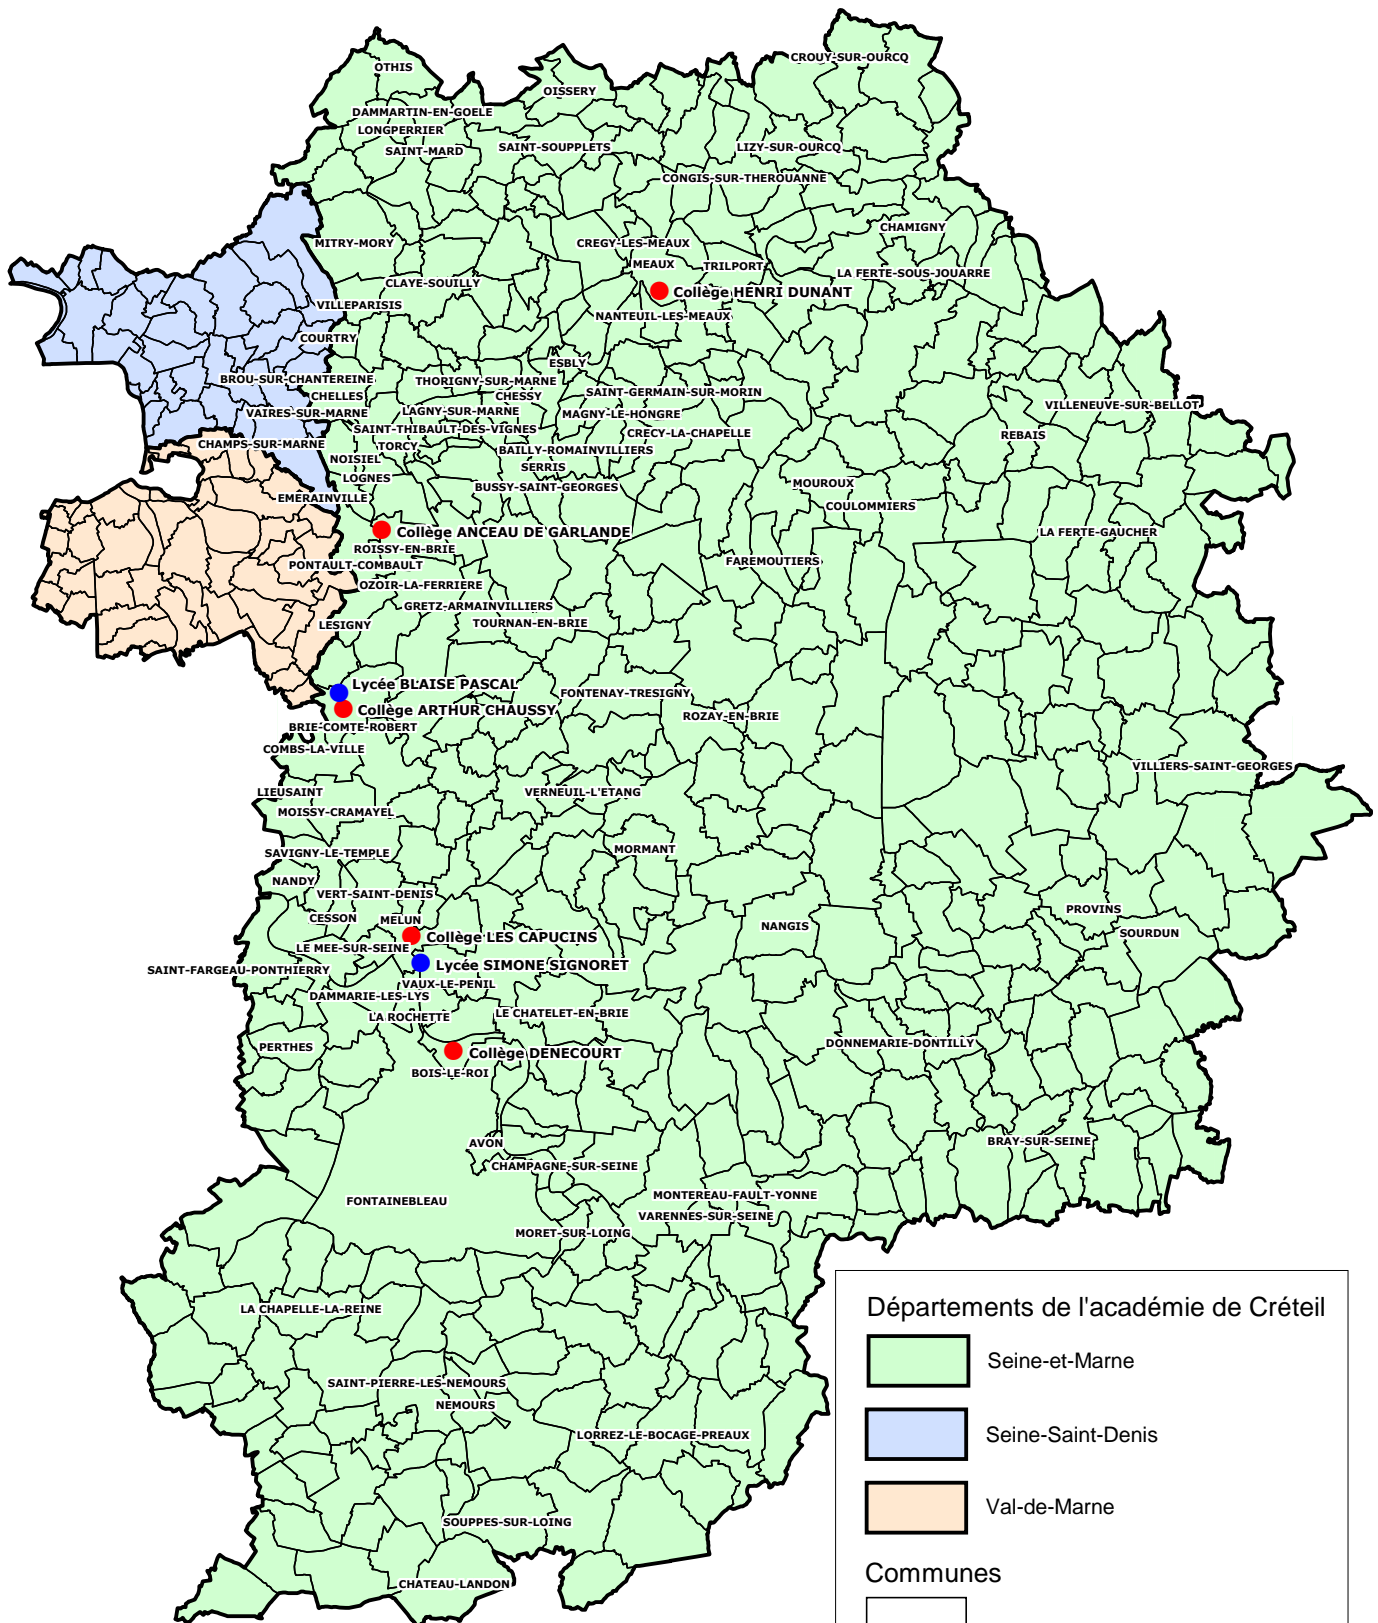 CROUY-SUR-OURCQ
OTHIS
OISSERY
DAMMARTIN-EN-GOELE
LONGPERRIER
SAINT-MARD
SAINT-SOUPPLETS
LIZY-SUR-OURCQ
CONGIS-SUR-THEROUANNE
CHAMIGNY
MITRY-MORY
CREGY-LES-MEAUX
MEAUX
TRILPORT
LA FERTE-SOUS-JOUARRE
CLAYE-SOUILLY
Collège HENRI DUNANT
VILLEPARISIS
NANTEUIL-LES-MEAUX
COURTRY
ESBLY
BROU-SUR-CHANTEREINE
THORIGNY-SUR-MARNE
CHELLES
CHESSY
SAINT-GERMAIN-SUR-MORIN
VILLENEUVE-SUR-BELLOT
VAIRES-SUR-MARNE
LAGNY-SUR-MARNE
MAGNY-LE-HONGRE
SAINT-THIBAULT-DES-VIGNES
CRECY-LA-CHAPELLE
REBAIS
CHAMPS-SUR-MARNE
TORCY
BAILLY-ROMAINVILLIERS
NOISIEL
SERRIS
LOGNES
BUSSY-SAINT-GEORGES
MOUROUX
EMERAINVILLE
COULOMMIERS
Collège ANCEAU DE GARLANDE
LA FERTE-GAUCHER
ROISSY-EN-BRIE
PONTAULT-COMBAULT
FAREMOUTIERS
OZOIR-LA-FERRIERE
GRETZ-ARMAINVILLIERS
LESIGNY
TOURNAN-EN-BRIE
Lycée BLAISE PASCAL
FONTENAY-TRESIGNY
Collège ARTHUR CHAUSSY
ROZAY-EN-BRIE
BRIE-COMTE-ROBERT
COMBS-LA-VILLE
VILLIERS-SAINT-GEORGES
LIEUSAINT
VERNEUIL-L'ETANG
MOISSY-CRAMAYEL
SAVIGNY-LE-TEMPLE
MORMANT
NANDY
VERT-SAINT-DENIS
PROVINS
CESSON
MELUN
NANGIS
SOURDUN
Collège LES CAPUCINS
LE MEE-SUR-SEINE
Lycée SIMONE SIGNORET
SAINT-FARGEAU-PONTHIERRY
VAUX-LE-PENIL
DAMMARIE-LES-LYS
LA ROCHETTE
LE CHATELET-EN-BRIE
PERTHES
DONNEMARIE-DONTILLY
Collège DENECOURT
BOIS-LE-ROI
AVON
BRAY-SUR-SEINE
CHAMPAGNE-SUR-SEINE
FONTAINEBLEAU
MONTEREAU-FAULT-YONNE
VARENNES-SUR-SEINE
MORET-SUR-LOING
LA CHAPELLE-LA-REINE
SAINT-PIERRE-LES-NEMOURS
NEMOURS
LORREZ-LE-BOCAGE-PREAUX
SOUPPES-SUR-LOING
CHATEAU-LANDON
Départements de l'académie de Créteil
Seine-et-Marne
Seine-Saint-Denis
Val-de-Marne
Communes